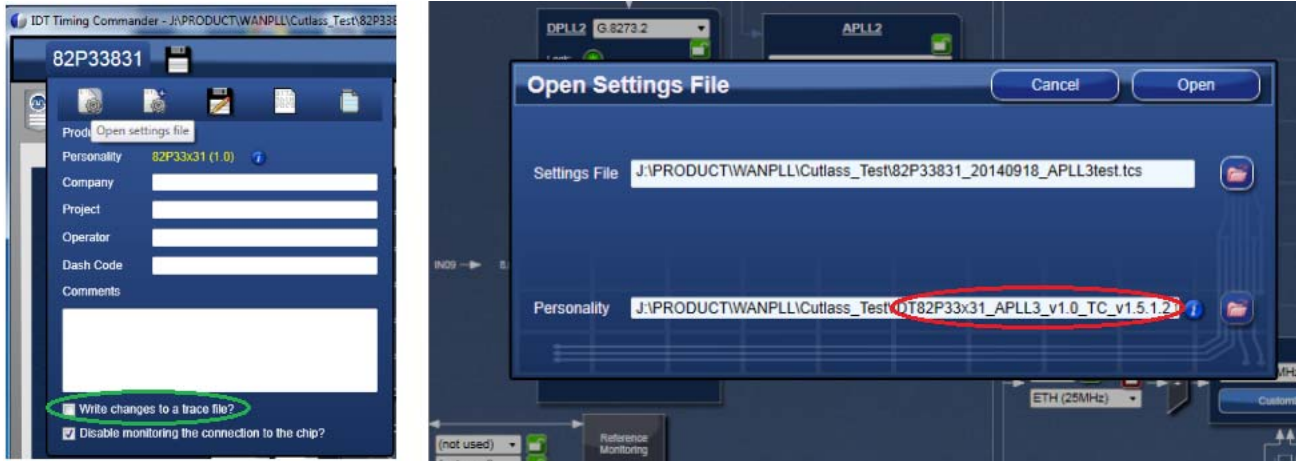 IDT Timing Commander - J:\PRODUCT\WANPLL\Cutlass_Test\82P338
82P33831
Open settings file
Personality 82P33x31 (1.0)
Company
Project
Operator
Dash Code
Comments
Write changes to a trace file?
Disable monitoring the connection to the chip?
DPLL2 G.8273.2
APLL2
Open Settings File Cancel Open
Settings File J:\PRODUCT\WANPLL\Cutlass_Test\82P33831_20140918_APLL3test.tcs
IN09
Personality J:\PRODUCT\WANPLL\Cutlass_Test\IDT82P33x31_APLL3_v1.0_TC_v1.5.1.2
ETH (25MHz)
(not used)
Reference
Monitoring